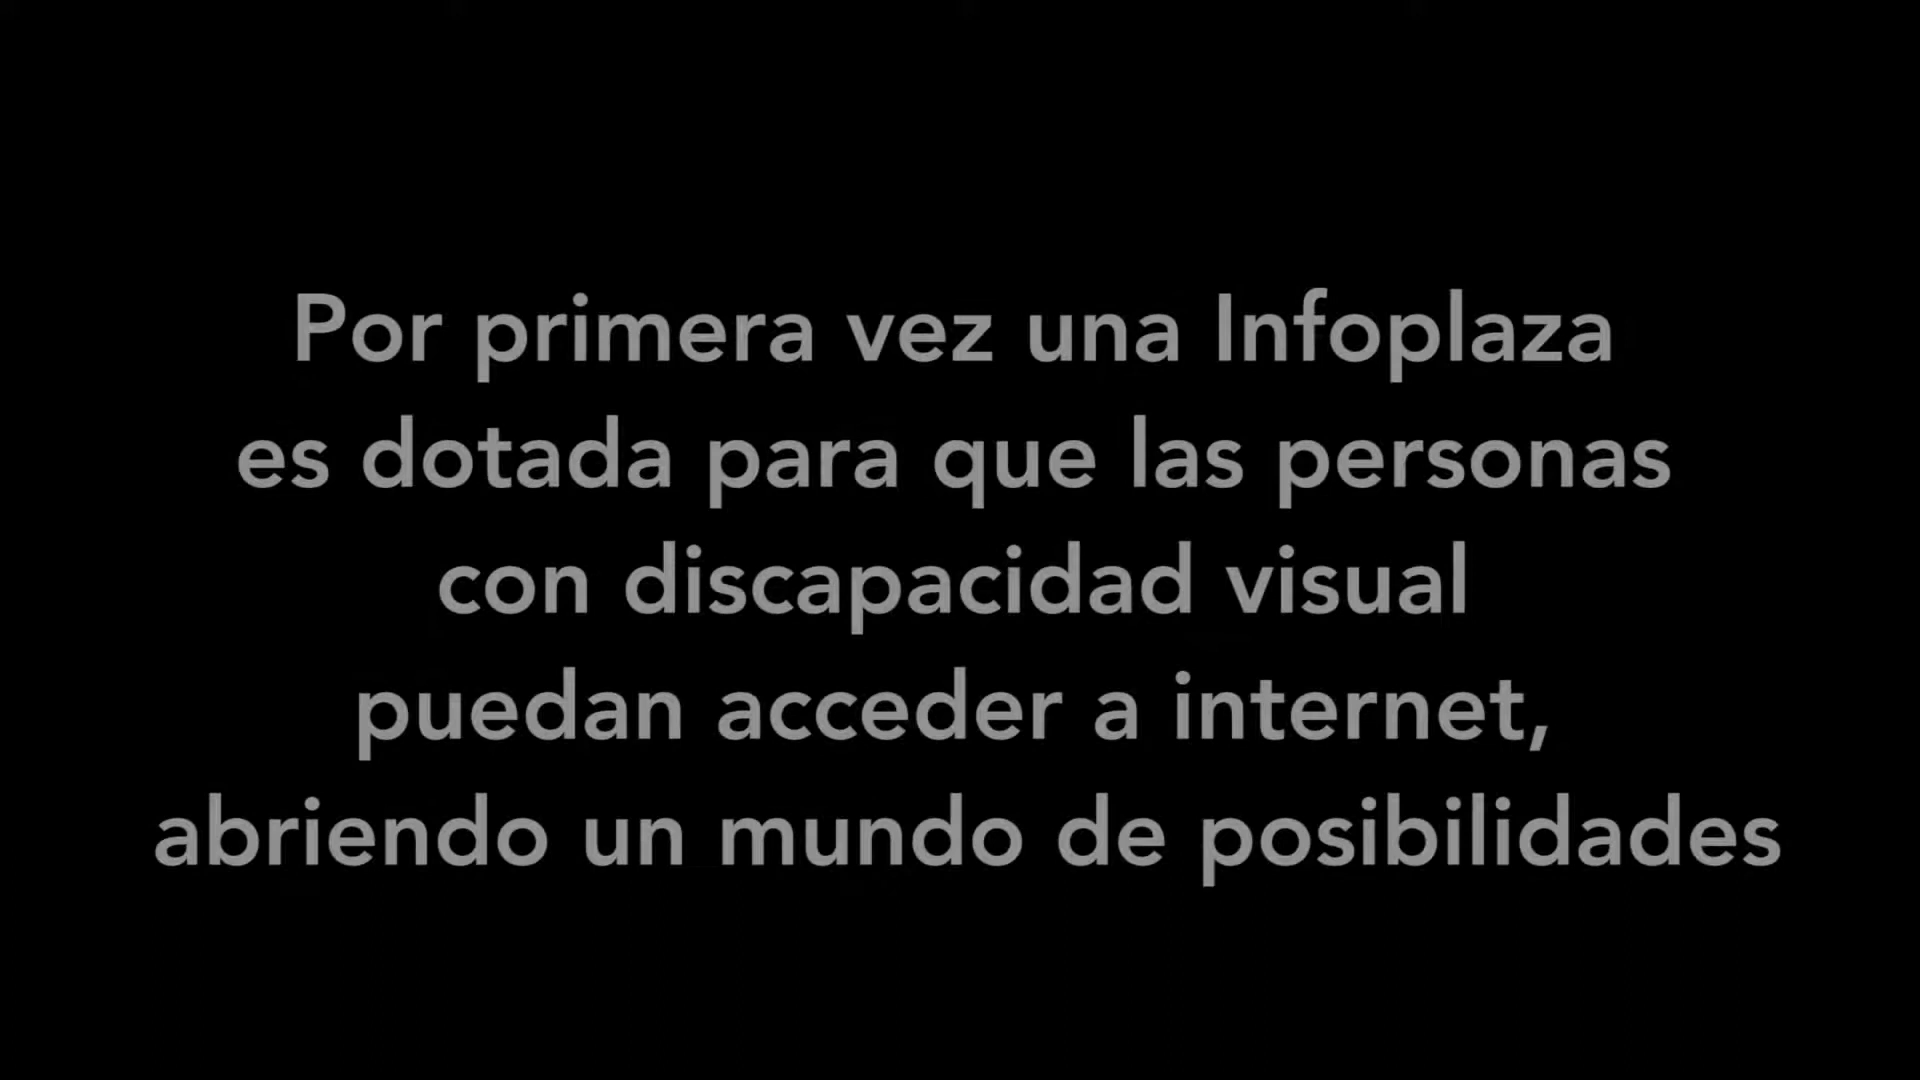 Por primera vez una Infoplaza
es dotada para que las personas
con discapacidad visual
puedan acceder a internet,
abriendo un mundo de posibilidades